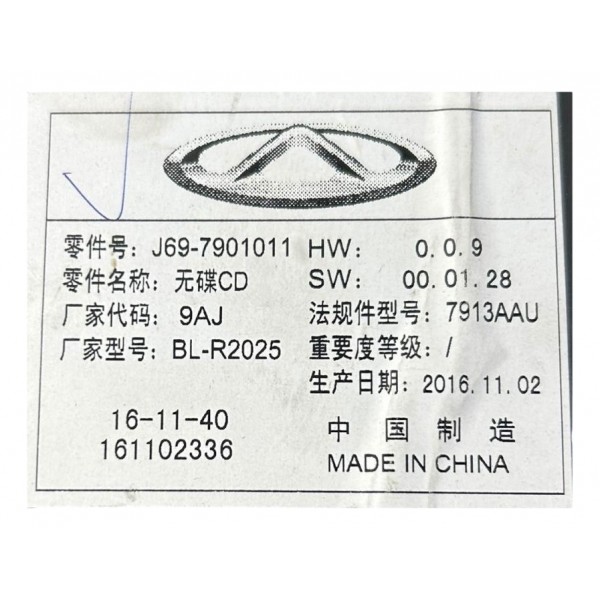 零件号: J69-7901011 HW: 0.0.9
零件名称: 无碟CD SW: 00.01.28
厂家代码: 9AJ 法规件型号: 7913AAU
厂家型号: BL-R2025 重要度等级: /
生产日期: 2016.11.02
16-11-40
161102336
中 国 制 造
MADE IN CHINA